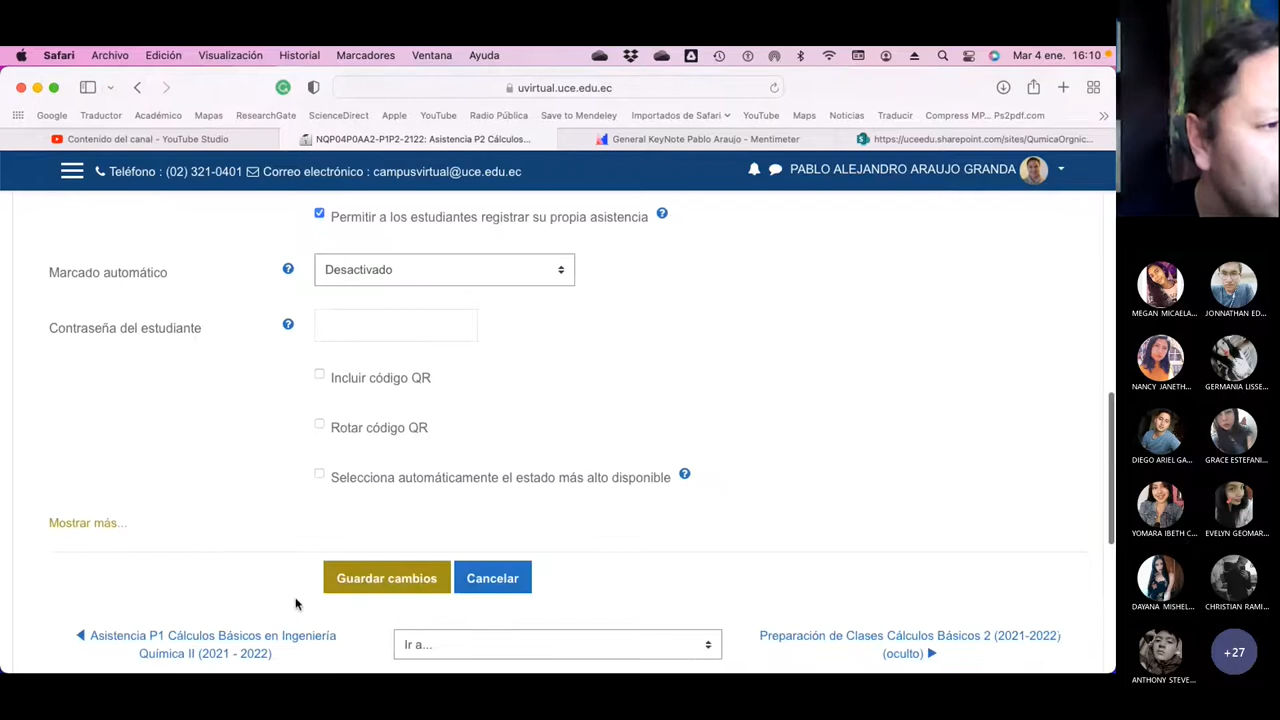 Safari Archivo Edición Visualización Historial Marcadores Ventana Ayuda Mar 4 ene. 16:10
uvirtual.uce.edu.ec
Google Traductor Académico Mapas ResearchGate ScienceDirect Apple YouTube Radio Pública Save to Mendeley Importados de Safari YouTube Maps Noticias Traducir Compress MP... Ps2pdf.com
Contenido del canal - YouTube Studio NQP04P0AA2-P1P2-2122: Asistencia P2 Cálculos... General KeyNote Pablo Araujo - Mentimeter https://uceedu.sharepoint.com/sites/QumicaOrgnic...
Teléfono : (02) 321-0401 Correo electrónico : campusvirtual@uce.edu.ec PABLO ALEJANDRO ARAUJO GRANDA
Permitir a los estudiantes registrar su propia asistencia
Marcado automático Desactivado
Contraseña del estudiante
Incluir código QR
Rotar código QR
Selecciona automáticamente el estado más alto disponible
Mostrar más...
Guardar cambios Cancelar
Asistencia P1 Cálculos Básicos en Ingeniería
Química II (2021 - 2022)
Ir a...
Preparación de Clases Cálculos Básicos 2 (2021-2022)
(oculto)
MEGAN MICAELA... JONNATHAN ED...
NANCY JANETH... GERMANIA LISSE...
DIEGO ARIEL GA... GRACE ESTEFANI...
YOMARA IBETH C... EVELYN GEOMAR...
DAYANA MISHEL... CHRISTIAN RAMI...
ANTHONY STEVE...
+27